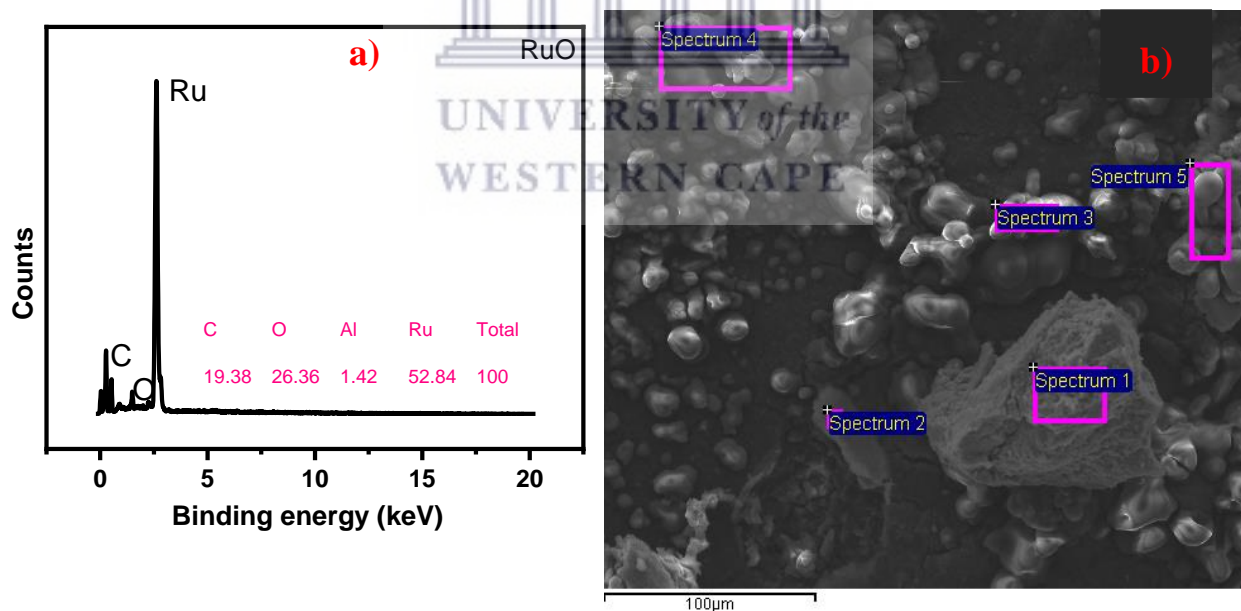 a)
RuO
Ru
C
O
C O Al Ru Total
19.38 26.36 1.42 52.84 100
Counts
0 5 10 15 20
Binding energy (keV)
UNIVERSITY of the
WESTERN CAPE
b)
Spectrum 4
Spectrum 5
Spectrum 3
Spectrum 1
Spectrum 2
100µm